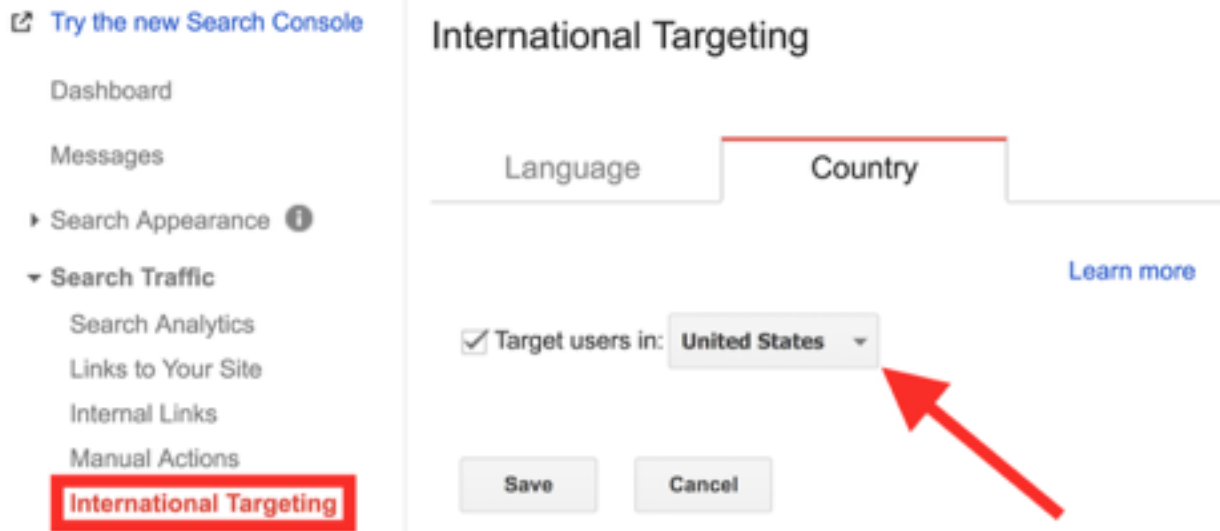 Try the new Search Console
Dashboard
Messages
Search Appearance
Search Traffic
Search Analytics
Links to Your Site
Internal Links
Manual Actions
International Targeting
International Targeting
Language
Country
Learn more
Target users in: United States
Save
Cancel